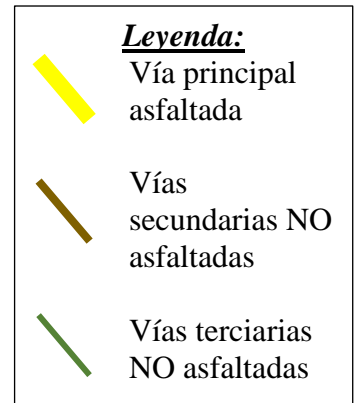 Leyenda:
Vía principal
asfaltada
Vías
secundarias NO
asfaltadas
Vías terciarias
NO asfaltadas